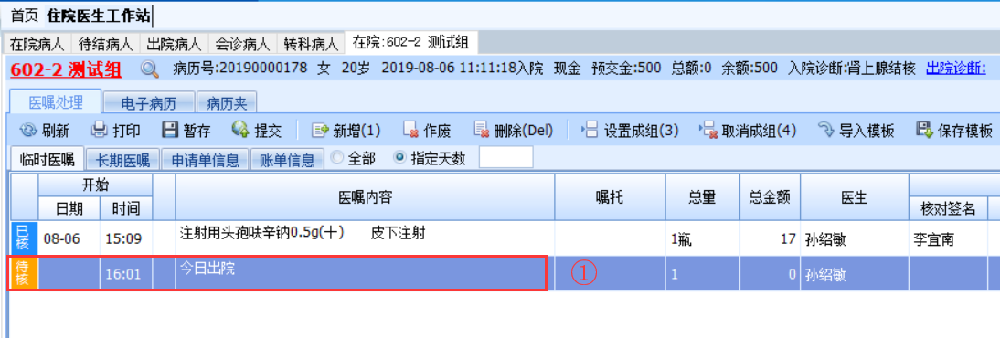 首页 住院医生工作站
在院病人 待结病人 出院病人 会诊病人 转科病人 在院:602-2 测试组
602-2 测试组 病历号:20190000178 女 20岁 2019-08-06 11:11:18入院 现金 预交金:500 总额:0 余额:500 入院诊断:肾上腺结核 出院诊断:
医嘱处理 电子病历 病历夹
刷新 打印 暂存 提交 新增(1) 作废 删除(Del) 设置成组(3) 取消成组(4) 导入模板 保存模板
临时医嘱 长期医嘱 申请单信息 账单信息 全部 指定天数
开始 医嘱内容 嘱托 总量 总金额 医生
日期 时间 核对签名
已核 08-06 15:09 注射用头孢呋辛钠0.5g(十) 皮下注射 1瓶 17 孙绍敏 李宜南
待核 16:01 今日出院 ① 1 0 孙绍敏